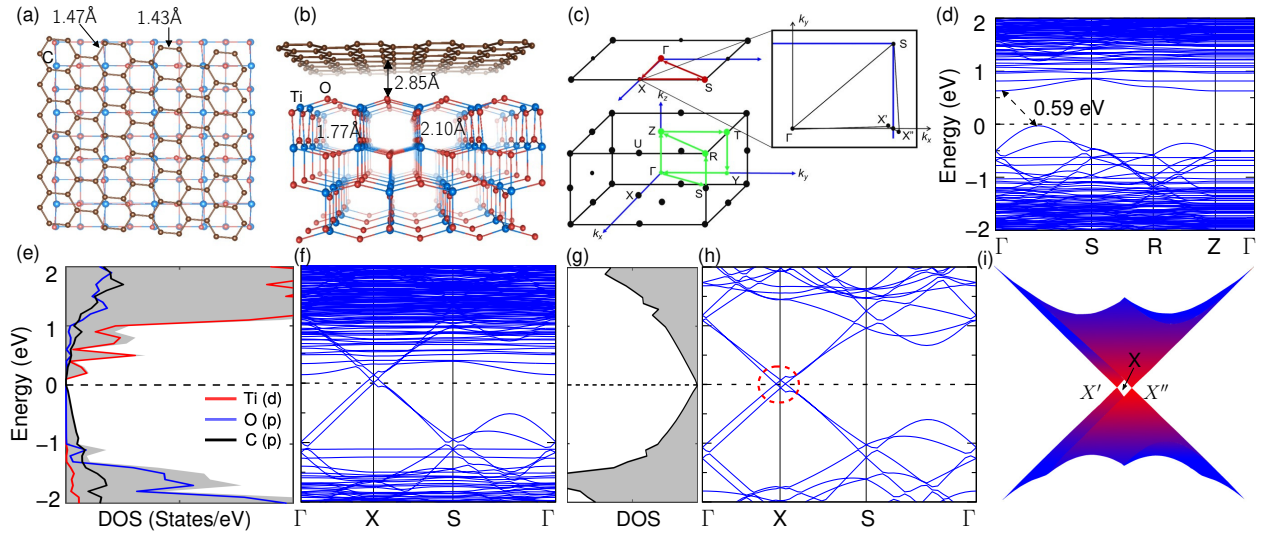 (a)
1.47Å
1.43Å
C
(b)
Ti
O
2.85Å
1.77Å
2.10Å
(c)
Γ
X
S
k_z
Z
T
U
R
Γ
Y
X
S
k_y
k_x
k_y
S
Γ
X'
X''
k_x
(d)
Energy (eV)
2
1
0
-1
-2
0.59 eV
Γ
S
R
Z
Γ
(e)
Energy (eV)
2
1
0
-1
-2
Ti (d)
O (p)
C (p)
DOS (States/eV)
(f)
Γ
X
S
Γ
(g)
DOS
(h)
Γ
X
S
Γ
(i)
X
X'
X''